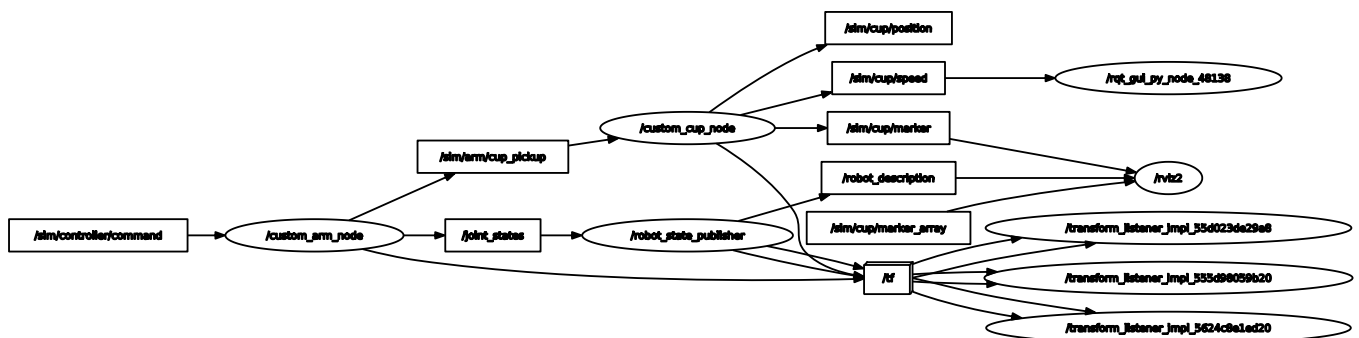 /sim/cup/position
/sim/cup/speed
/rqt_gui_py_node_48138
/custom_cup_node
/sim/cup/marker
/sim/arm/cup_pickup
/robot_description
/rviz2
/sim/controller/command
/custom_arm_node
/joint_states
/robot_state_publisher
/sim/cup/marker_array
/transform_listener_impl_55d023de29e8
/tf
/transform_listener_impl_555d98059b20
/transform_listener_impl_5624c8e1ed20